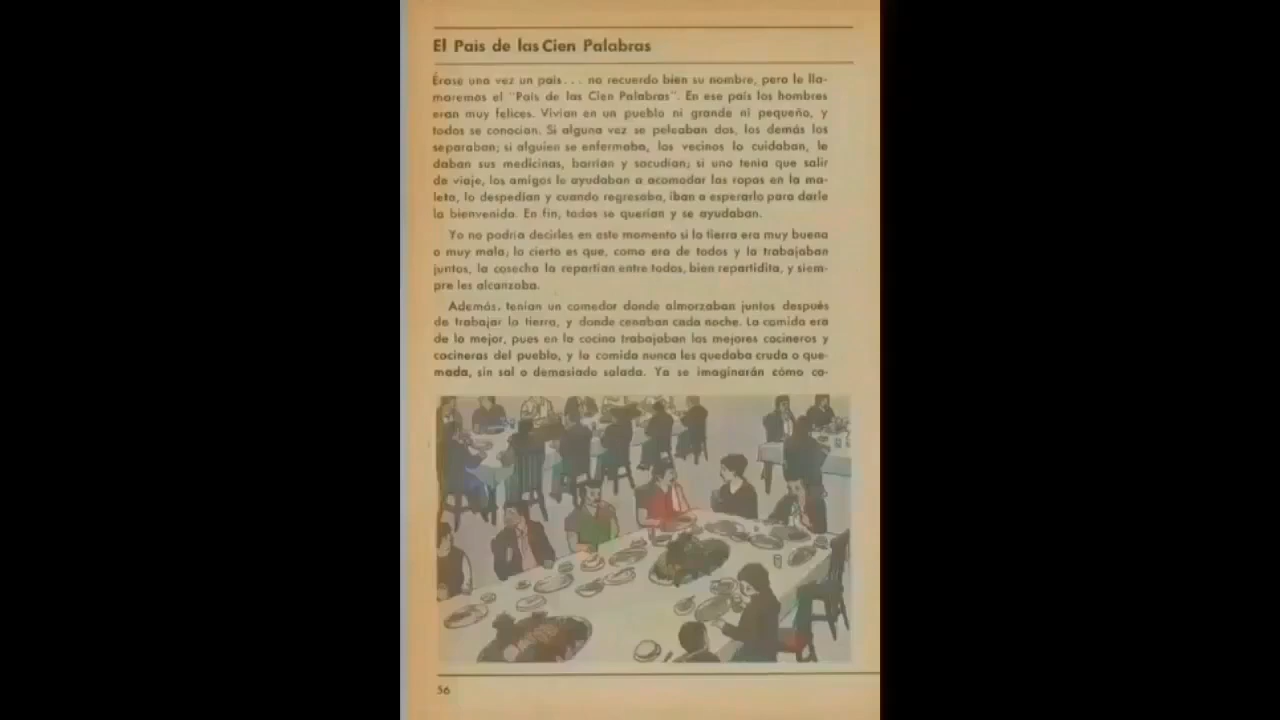 El Pais de las Cien Palabras
Érase una vez un país... no recuerdo bien su nombre, pero le lla-
maremos el "País de las Cien Palabras". En ese país los hombres
eran muy felices. Vivían en un pueblo ni grande ni pequeño, y
todos se conocían. Si alguna vez se peleaban dos, los demás los
separaban; si alguien se enfermaba, los vecinos lo cuidaban, le
daban sus medicinas, barrían y sacudían; si uno tenía que salir
de viaje, los amigos le ayudaban a acomodar las ropas en la ma-
leta, lo despedían y cuando regresaba, iban a esperarlo para darle
la bienvenida. En fin, todos se querían y se ayudaban.
Yo no podría decirles en este momento si la tierra era muy buena
o muy mala; lo cierto es que, como era de todos y la trabajaban
juntos, la cosecha la repartían entre todos, bien repartidita, y siem-
pre les alcanzaba.
Además, tenían un comedor donde almorzaban juntos después
de trabajar la tierra, y donde cenaban cada noche. La comida era
de lo mejor, pues en la cocina trabajaban los mejores cocineros y
cocineras del pueblo, y la comida nunca les quedaba cruda o que-
mada, sin sal o demasiado salada. Ya se imaginarán cómo co-
56